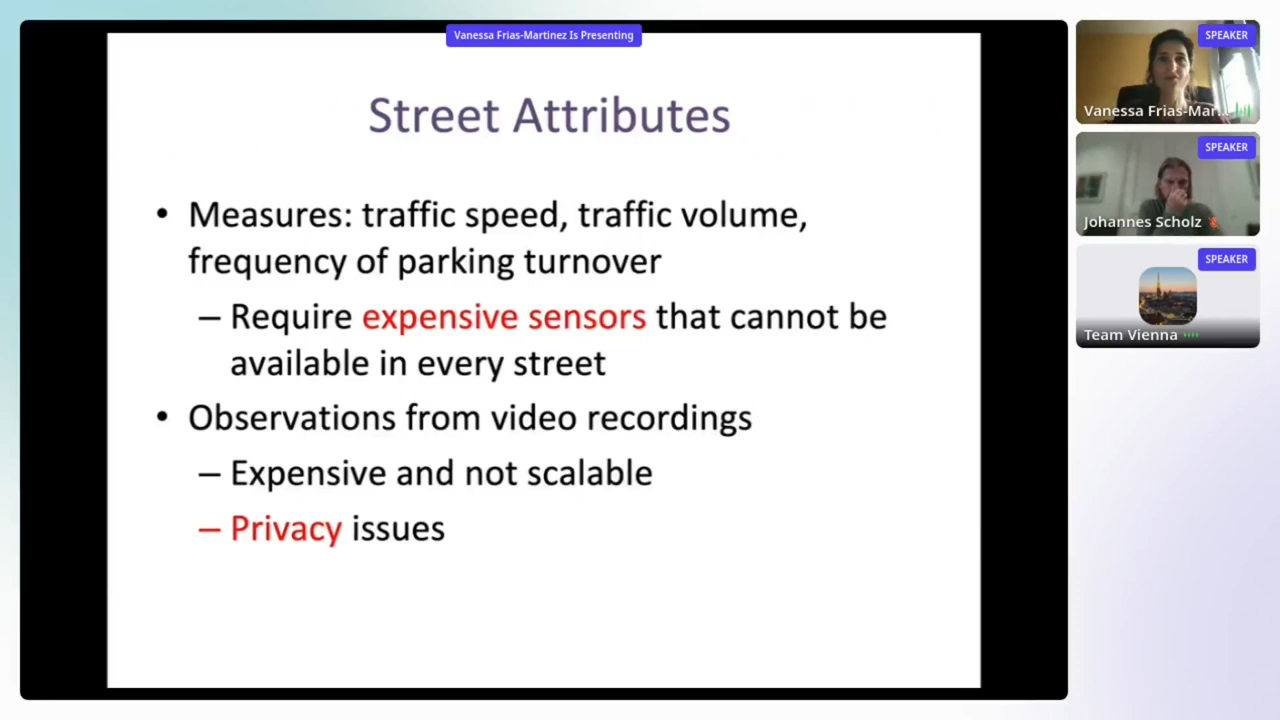 Vanessa Frias-Martinez Is Presenting
Street Attributes
• Measures: traffic speed, traffic volume,
frequency of parking turnover
– Require expensive sensors that cannot be
available in every street
• Observations from video recordings
– Expensive and not scalable
– Privacy issues
SPEAKER
Vanessa Frias-Mar...
SPEAKER
Johannes Scholz
SPEAKER
Team Vienna